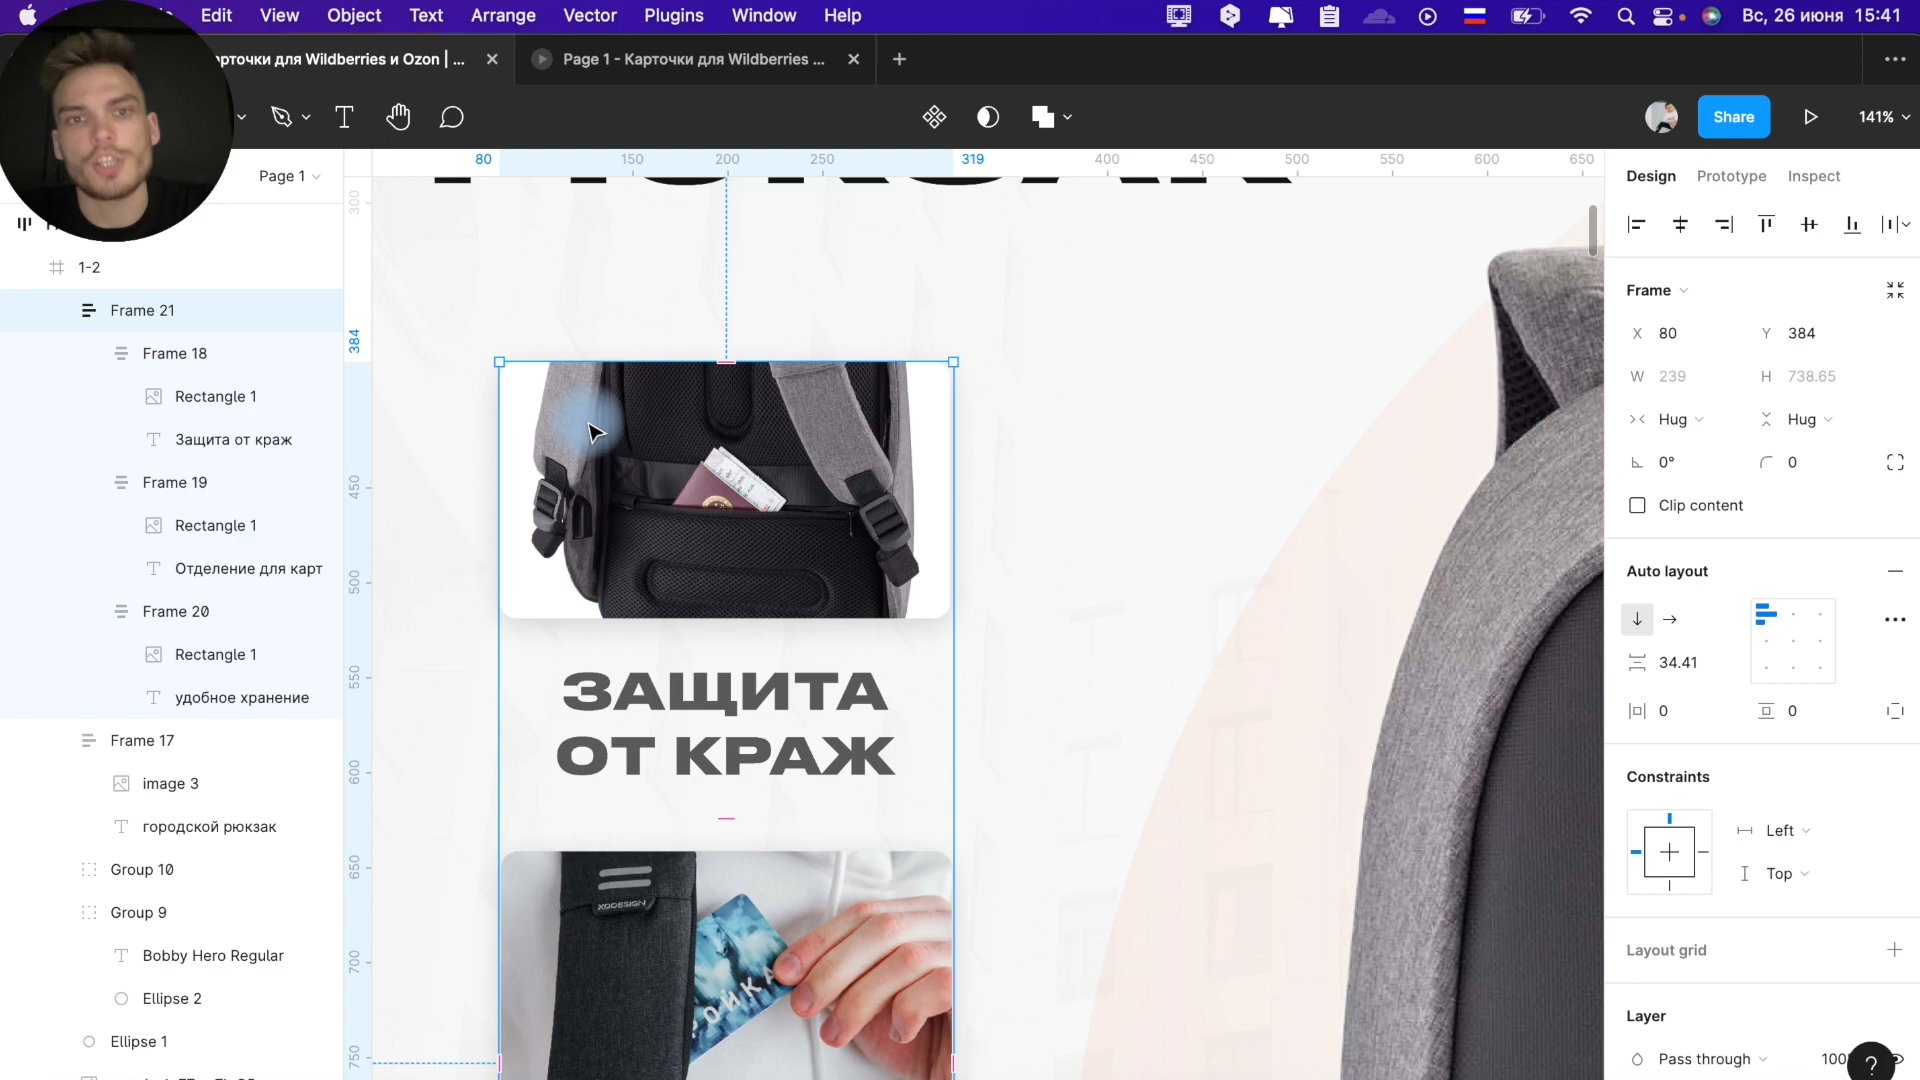 Edit View Object Text Arrange Vector Plugins Window Help Вс, 26 июня 15:41
арточки для Wildberries и Ozon | ... Page 1 - Карточки для Wildberries ...
Share 141%
Page 1
1-2
Frame 21
Frame 18
Rectangle 1
Защита от краж
Frame 19
Rectangle 1
Отделение для карт
Frame 20
Rectangle 1
удобное хранение
Frame 17
image 3
городской рюкзак
Group 10
Group 9
Bobby Hero Regular
Ellipse 2
Ellipse 1
80 150 200 250 319 400 450 500 550 600 650
300
384
450
500
550
600
650
700
750
XDDESIGN
ЗАЩИТА
ОТ КРАЖ
РОЙКА
Design Prototype Inspect
Frame
X 80 Y 384
W 239 H 738.65
Hug Hug
0° 0
Clip content
Auto layout
34.41
0 0
Constraints
Left
Top
Layout grid
Layer
Pass through 100
?